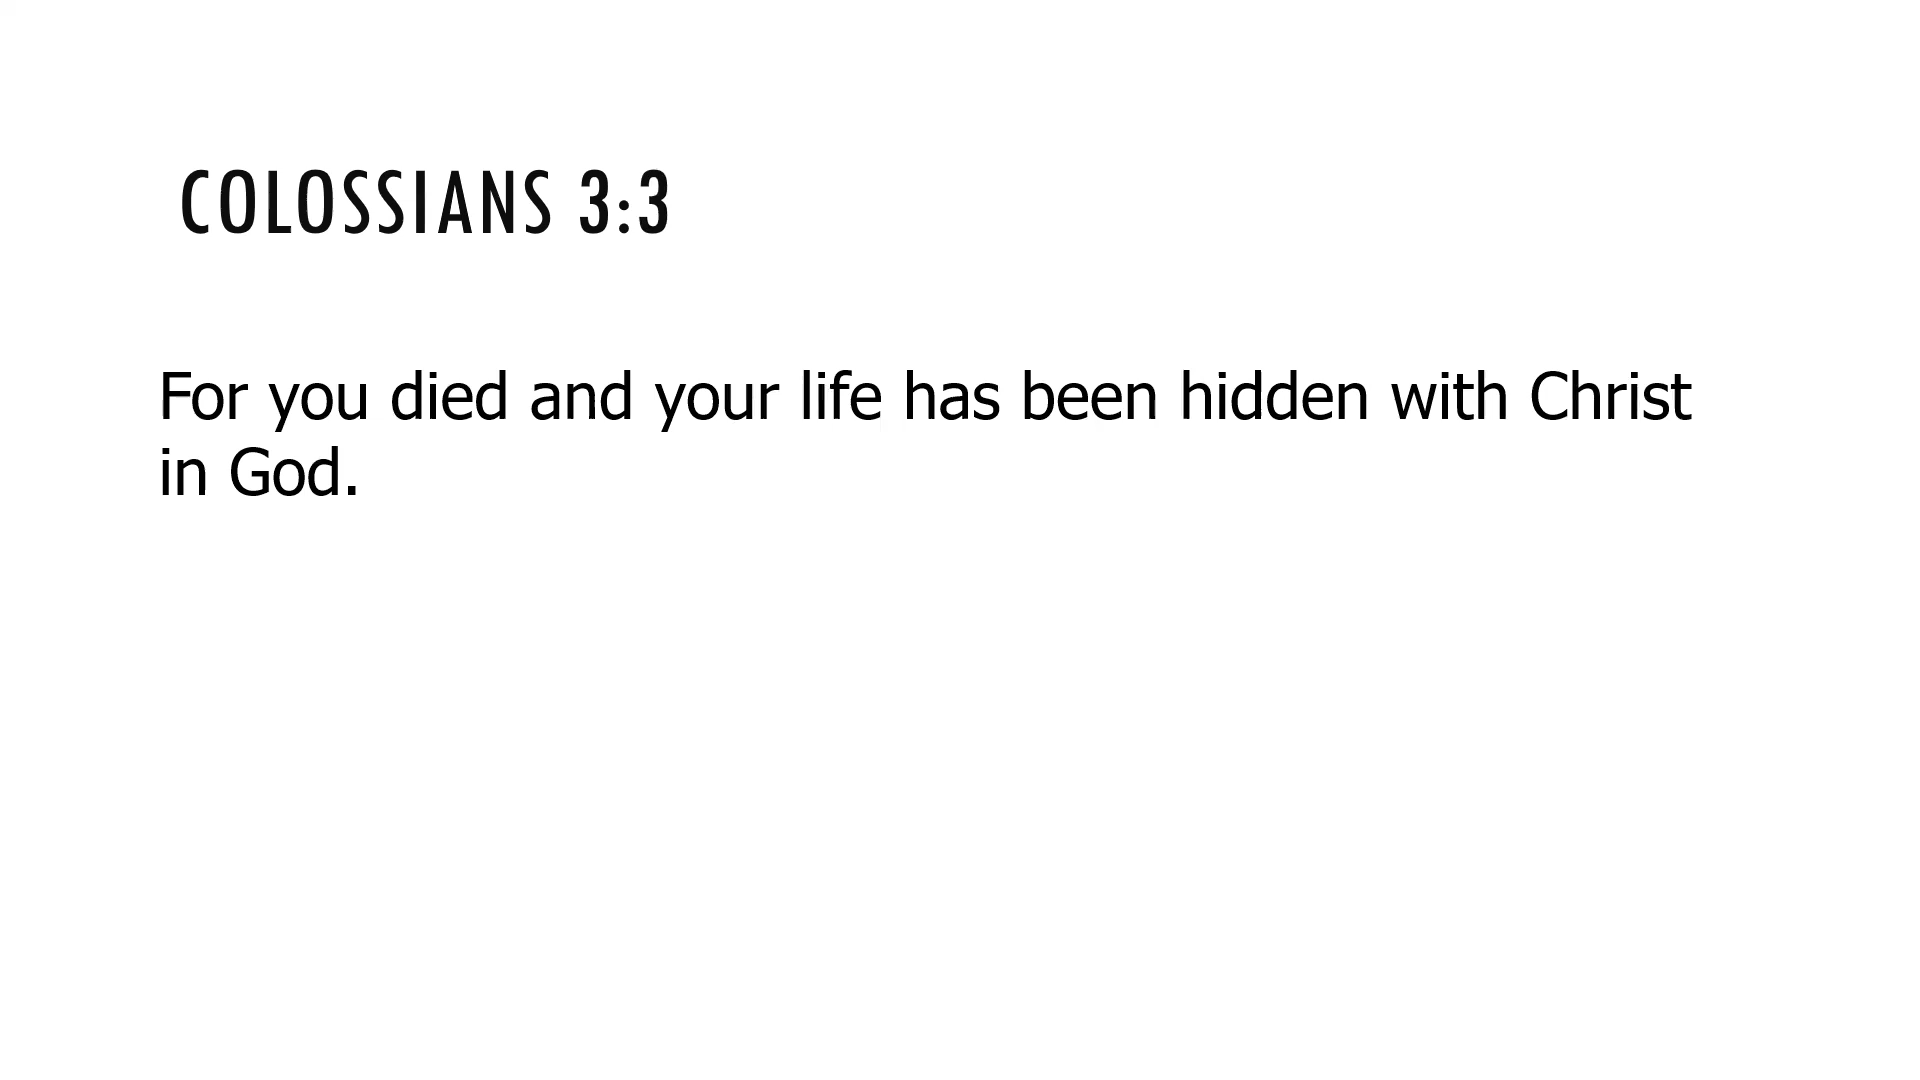 COLOSSIANS 3:3
For you died and your life has been hidden with Christ
in God.